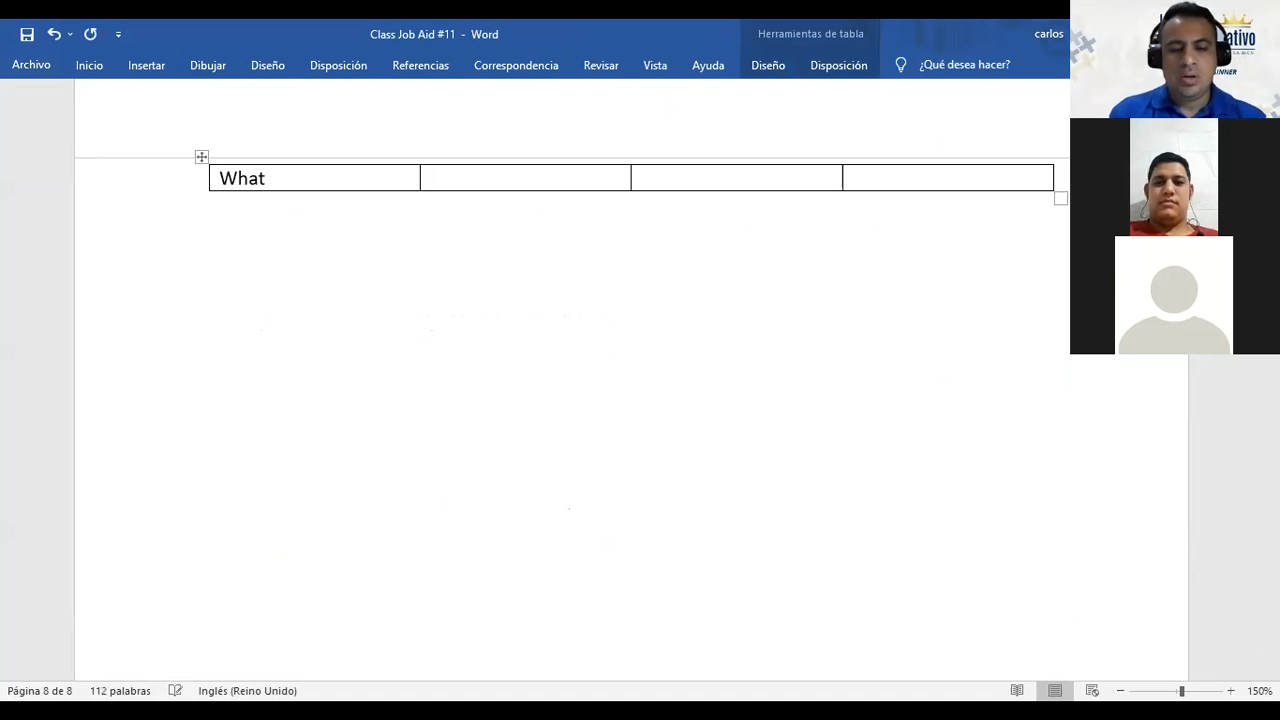 Class Job Aid #11 - Word
Herramientas de tabla
carlos
Archivo Inicio Insertar Dibujar Diseño Disposición Referencias Correspondencia Revisar Vista Ayuda Diseño Disposición ¿Qué desea hacer?
What
Página 8 de 8 112 palabras Inglés (Reino Unido) 150%